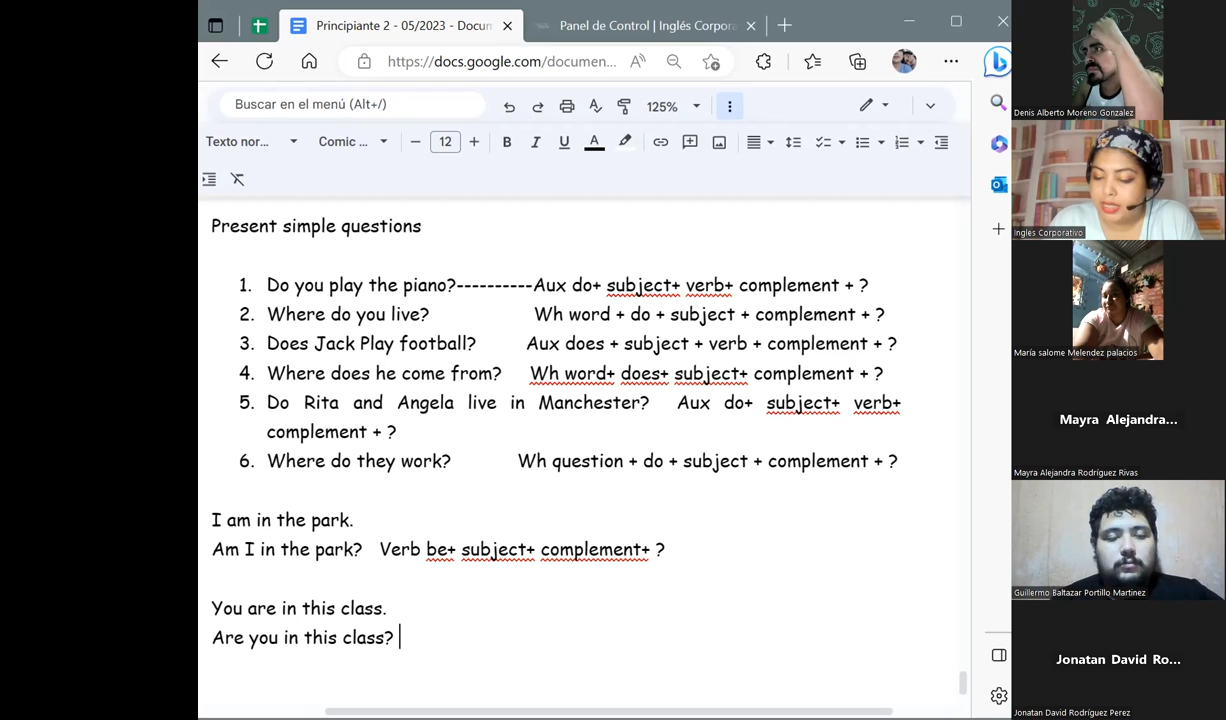 Principiante 2 - 05/2023 - Docun
Panel de Control | Inglés Corpora
https://docs.google.com/documen...
Buscar en el menú (Alt+/)
125%
Texto nor...
Comic ...
12
B I U A
Present simple questions
1. Do you play the piano?----------Aux do+ subject+ verb+ complement + ?
2. Where do you live? Wh word + do + subject + complement + ?
3. Does Jack Play football? Aux does + subject + verb + complement + ?
4. Where does he come from? Wh word+ does+ subject+ complement + ?
5. Do Rita and Angela live in Manchester? Aux do+ subject+ verb+
complement + ?
6. Where do they work? Wh question + do + subject + complement + ?
I am in the park.
Am I in the park? Verb be+ subject+ complement+ ?
You are in this class.
Are you in this class?
Denis Alberto Moreno Gonzalez
Ingles Corporativo
María salome Melendez palacios
Mayra Alejandra...
Mayra Alejandra Rodríguez Rivas
Guillermo Baltazar Portillo Martinez
Jonatan David Ro...
Jonatan David Rodríguez Perez